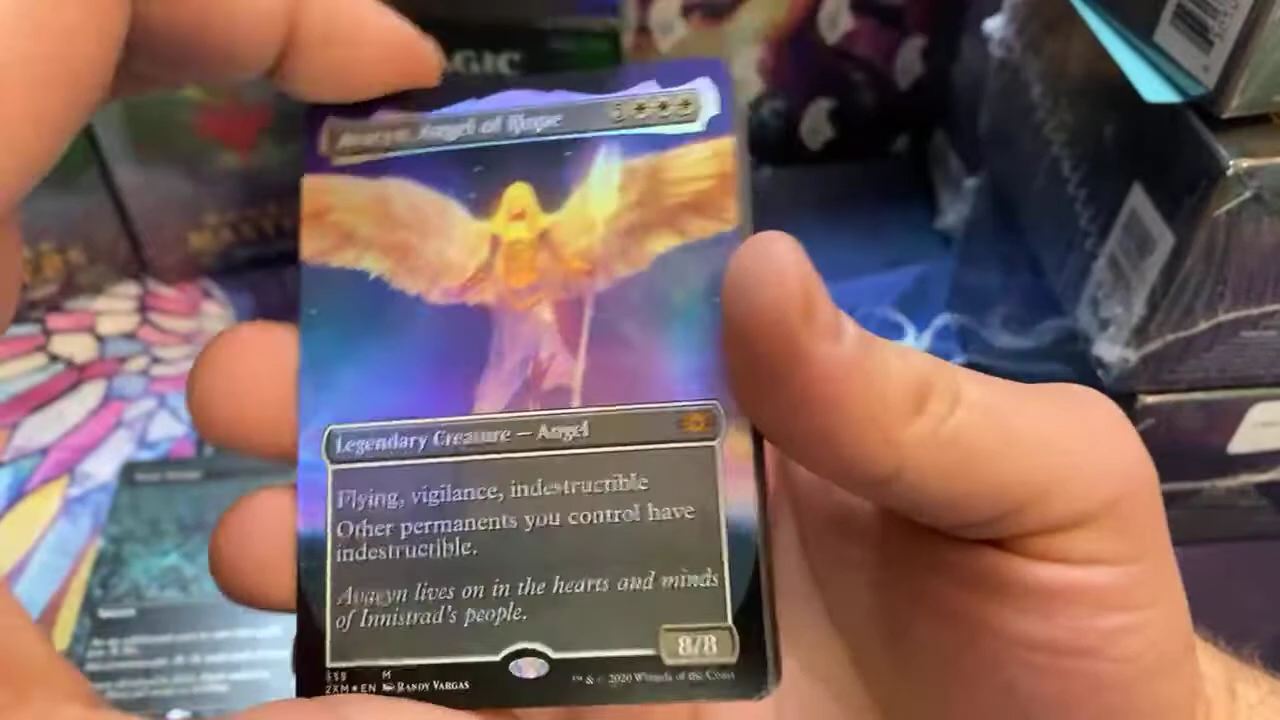 AGIC
Avacyn, Angel of Hope
Legendary Creature — Angel
Flying, vigilance, indestructible
Other permanents you control have
indestructible.
Avacyn lives on in the hearts and minds
of Innistrad's people.
8/8
M
2XM ★ EN RANDY VARGAS
™ & © 2020 Wizards of the Coast